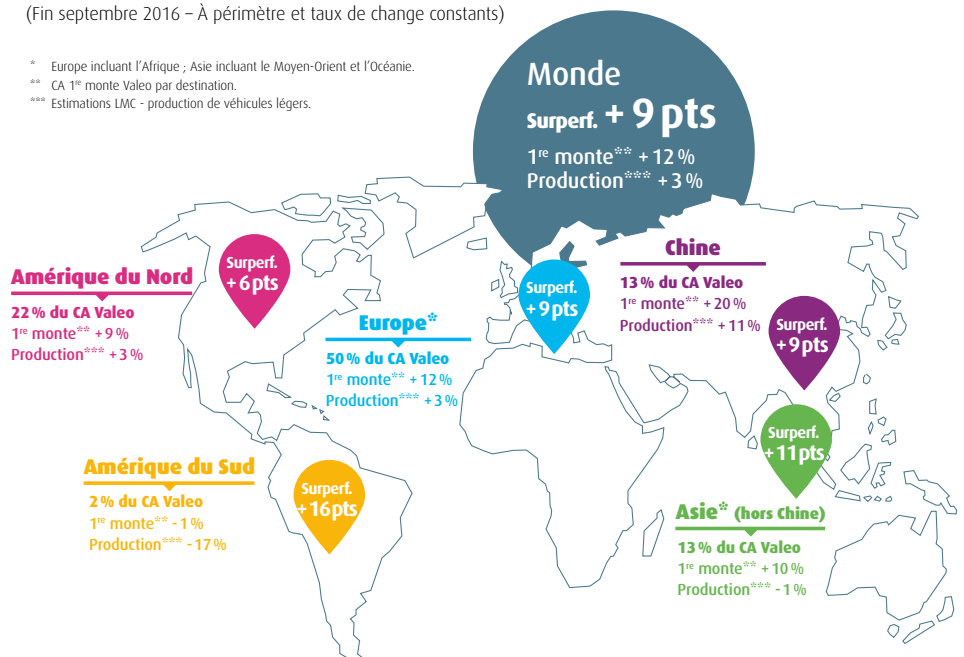 (Fin septembre 2016 – À périmètre et taux de change constants)
* Europe incluant l'Afrique ; Asie incluant le Moyen-Orient et l'Océanie.
** CA 1re monte Valeo par destination.
*** Estimations LMC - production de véhicules légers.
Monde
Surperf. + 9 pts
1re monte** + 12 %
Production*** + 3 %
Amérique du Nord
22 % du CA Valeo
1re monte** + 9 %
Production*** + 3 %
Surperf.
+ 6 pts
Europe*
50 % du CA Valeo
1re monte** + 12 %
Production*** + 3 %
Surperf.
+ 9 pts
Chine
13 % du CA Valeo
1re monte** + 20 %
Production*** + 11 %
Surperf.
+ 9 pts
Amérique du Sud
2 % du CA Valeo
1re monte** - 1 %
Production*** - 17 %
Surperf.
+ 16 pts
Surperf.
+ 11 pts
Asie* (hors Chine)
13 % du CA Valeo
1re monte** + 10 %
Production*** - 1 %